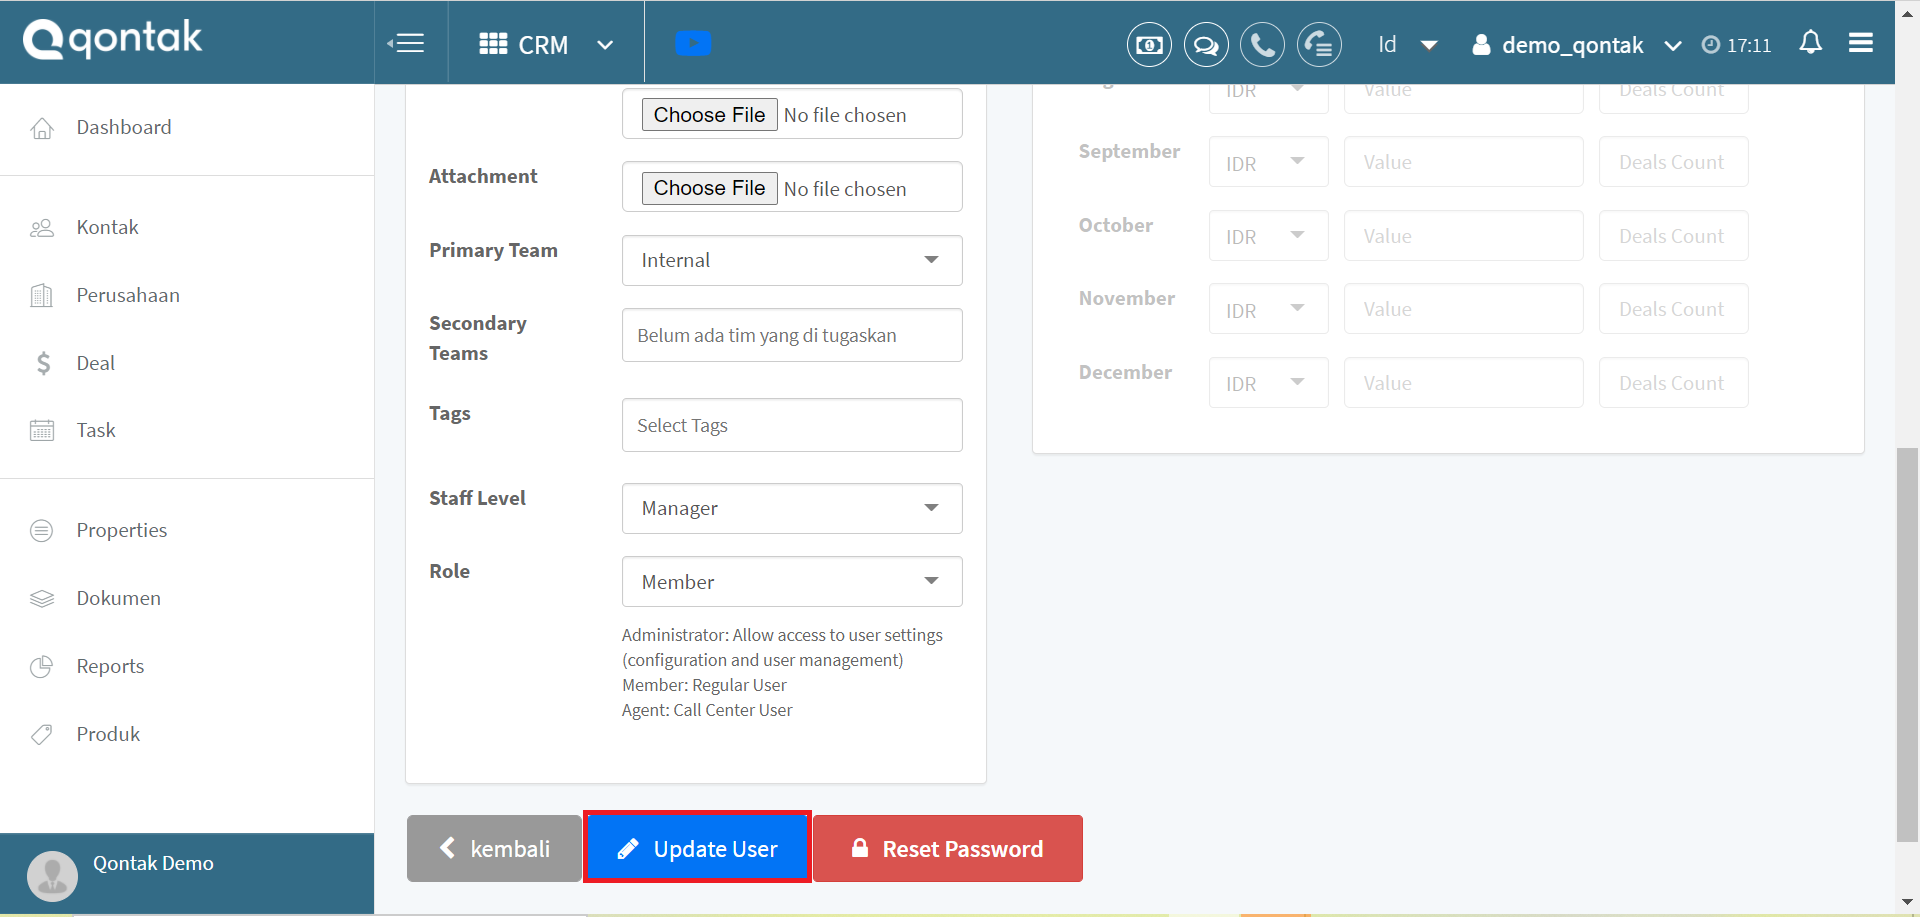 qontak
CRM
Id
demo_qontak
17:11
Dashboard
Kontak
Perusahaan
Deal
Task
Properties
Dokumen
Reports
Produk
Qontak Demo
Choose File No file chosen
Attachment
Choose File No file chosen
Primary Team
Internal
Secondary
Teams
Belum ada tim yang di tugaskan
Tags
Select Tags
Staff Level
Manager
Role
Member
Administrator: Allow access to user settings
(configuration and user management)
Member: Regular User
Agent: Call Center User
IDR Value Deals Count
September IDR Value Deals Count
October IDR Value Deals Count
November IDR Value Deals Count
December IDR Value Deals Count
kembali
Update User
Reset Password